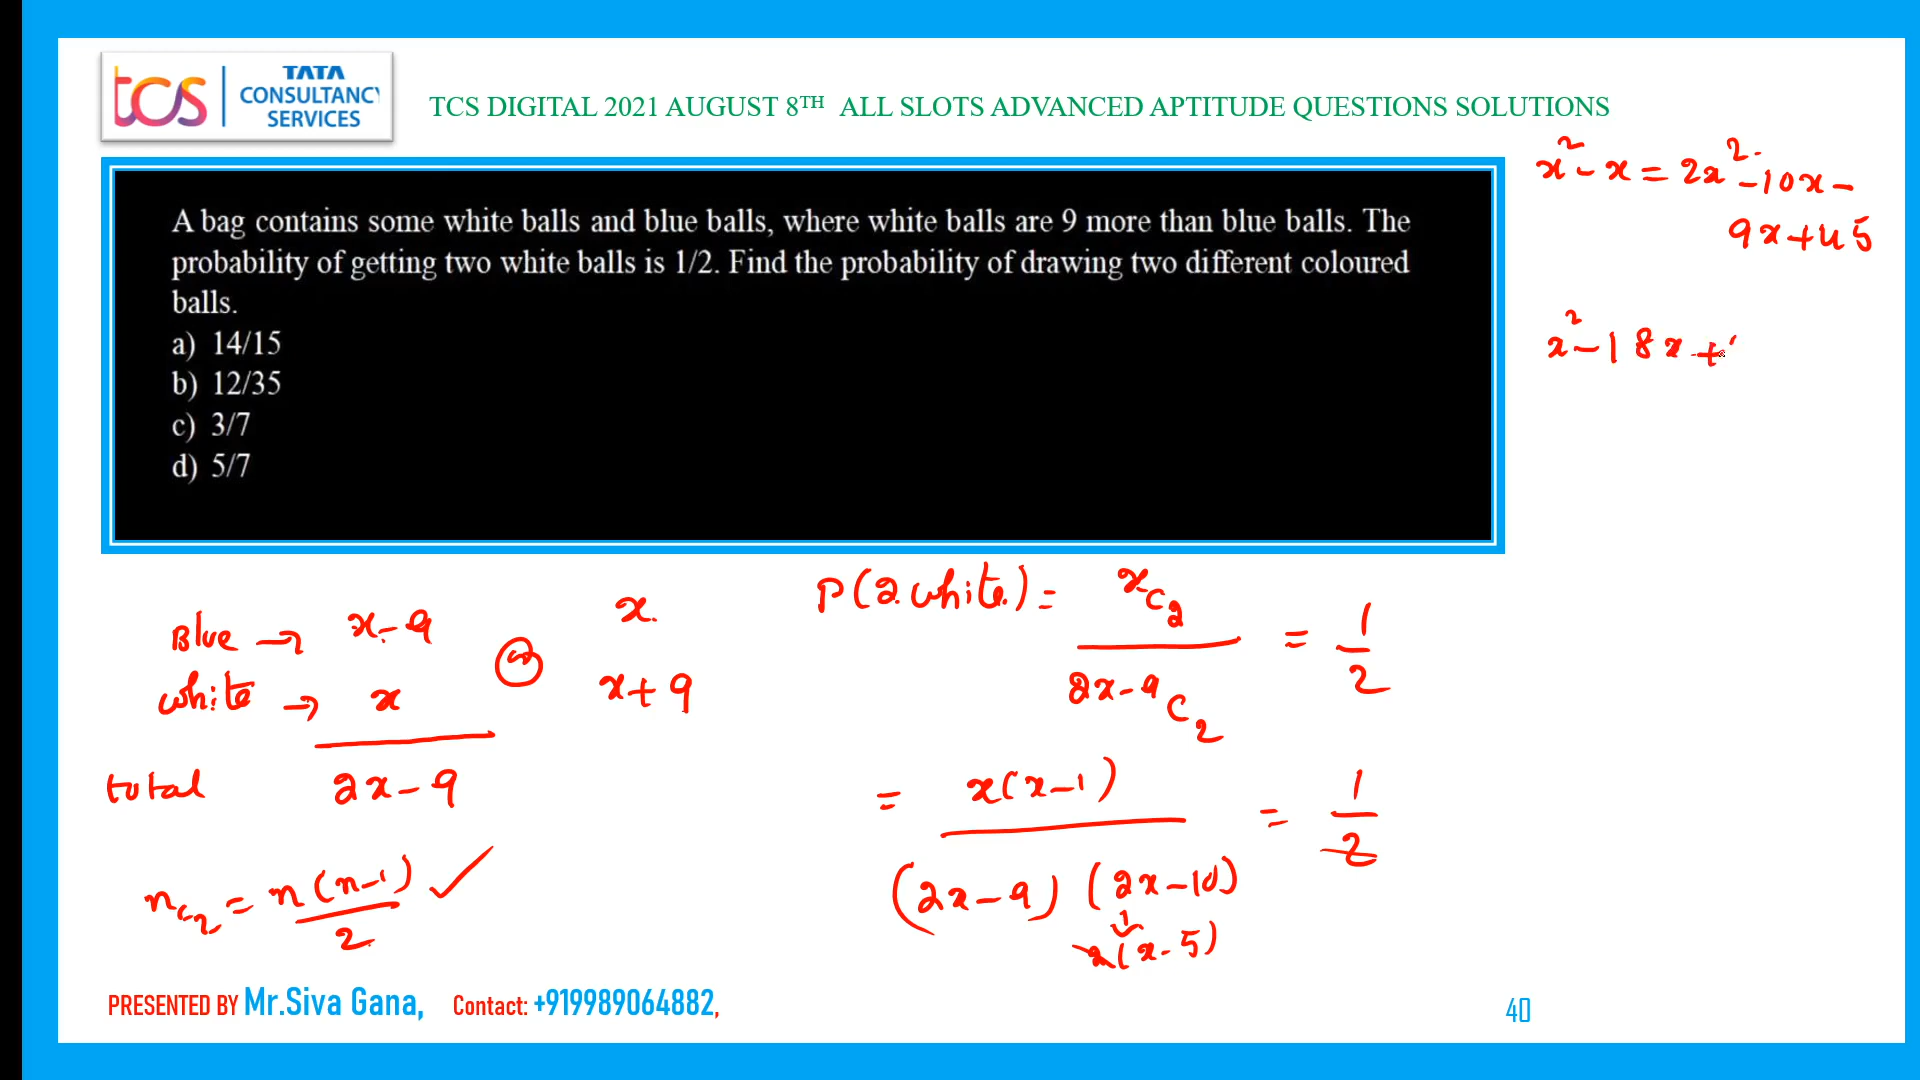 tcs
TATA
CONSULTANCY
SERVICES
TCS DIGITAL 2021 AUGUST 8TH ALL SLOTS ADVANCED APTITUDE QUESTIONS SOLUTIONS
A bag contains some white balls and blue balls, where white balls are 9 more than blue balls. The
probability of getting two white balls is 1/2. Find the probability of drawing two different coloured
balls.
a) 14/15
b) 12/35
c) 3/7
d) 5/7
x² - x = 2x² - 10x -
9x + 45
x² - 18x +
Blue → x - 9
white → x
total 2x - 9
x
x + 9
nC2 = n(n-1)/2 ✓
P(2 white) = xC2 / 2x-9C2 = 1/2
= x(x-1) / (2x-9)(2x-10) = 1/2
2(x-5)
1
PRESENTED BY Mr.Siva Gana, Contact: +919989064882,
40